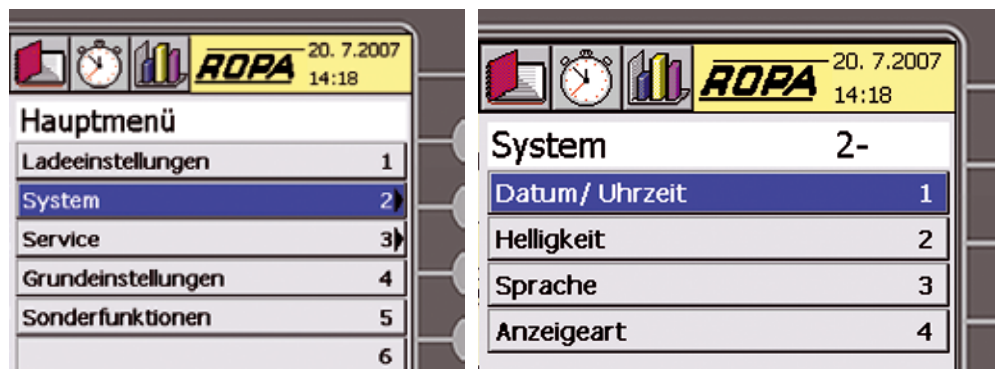 ROPA 20. 7.2007
14:18
Hauptmenü
Ladeeinstellungen 1
System 2
Service 3
Grundeinstellungen 4
Sonderfunktionen 5
6
ROPA 20. 7.2007
14:18
System 2-
Datum/ Uhrzeit 1
Helligkeit 2
Sprache 3
Anzeigeart 4